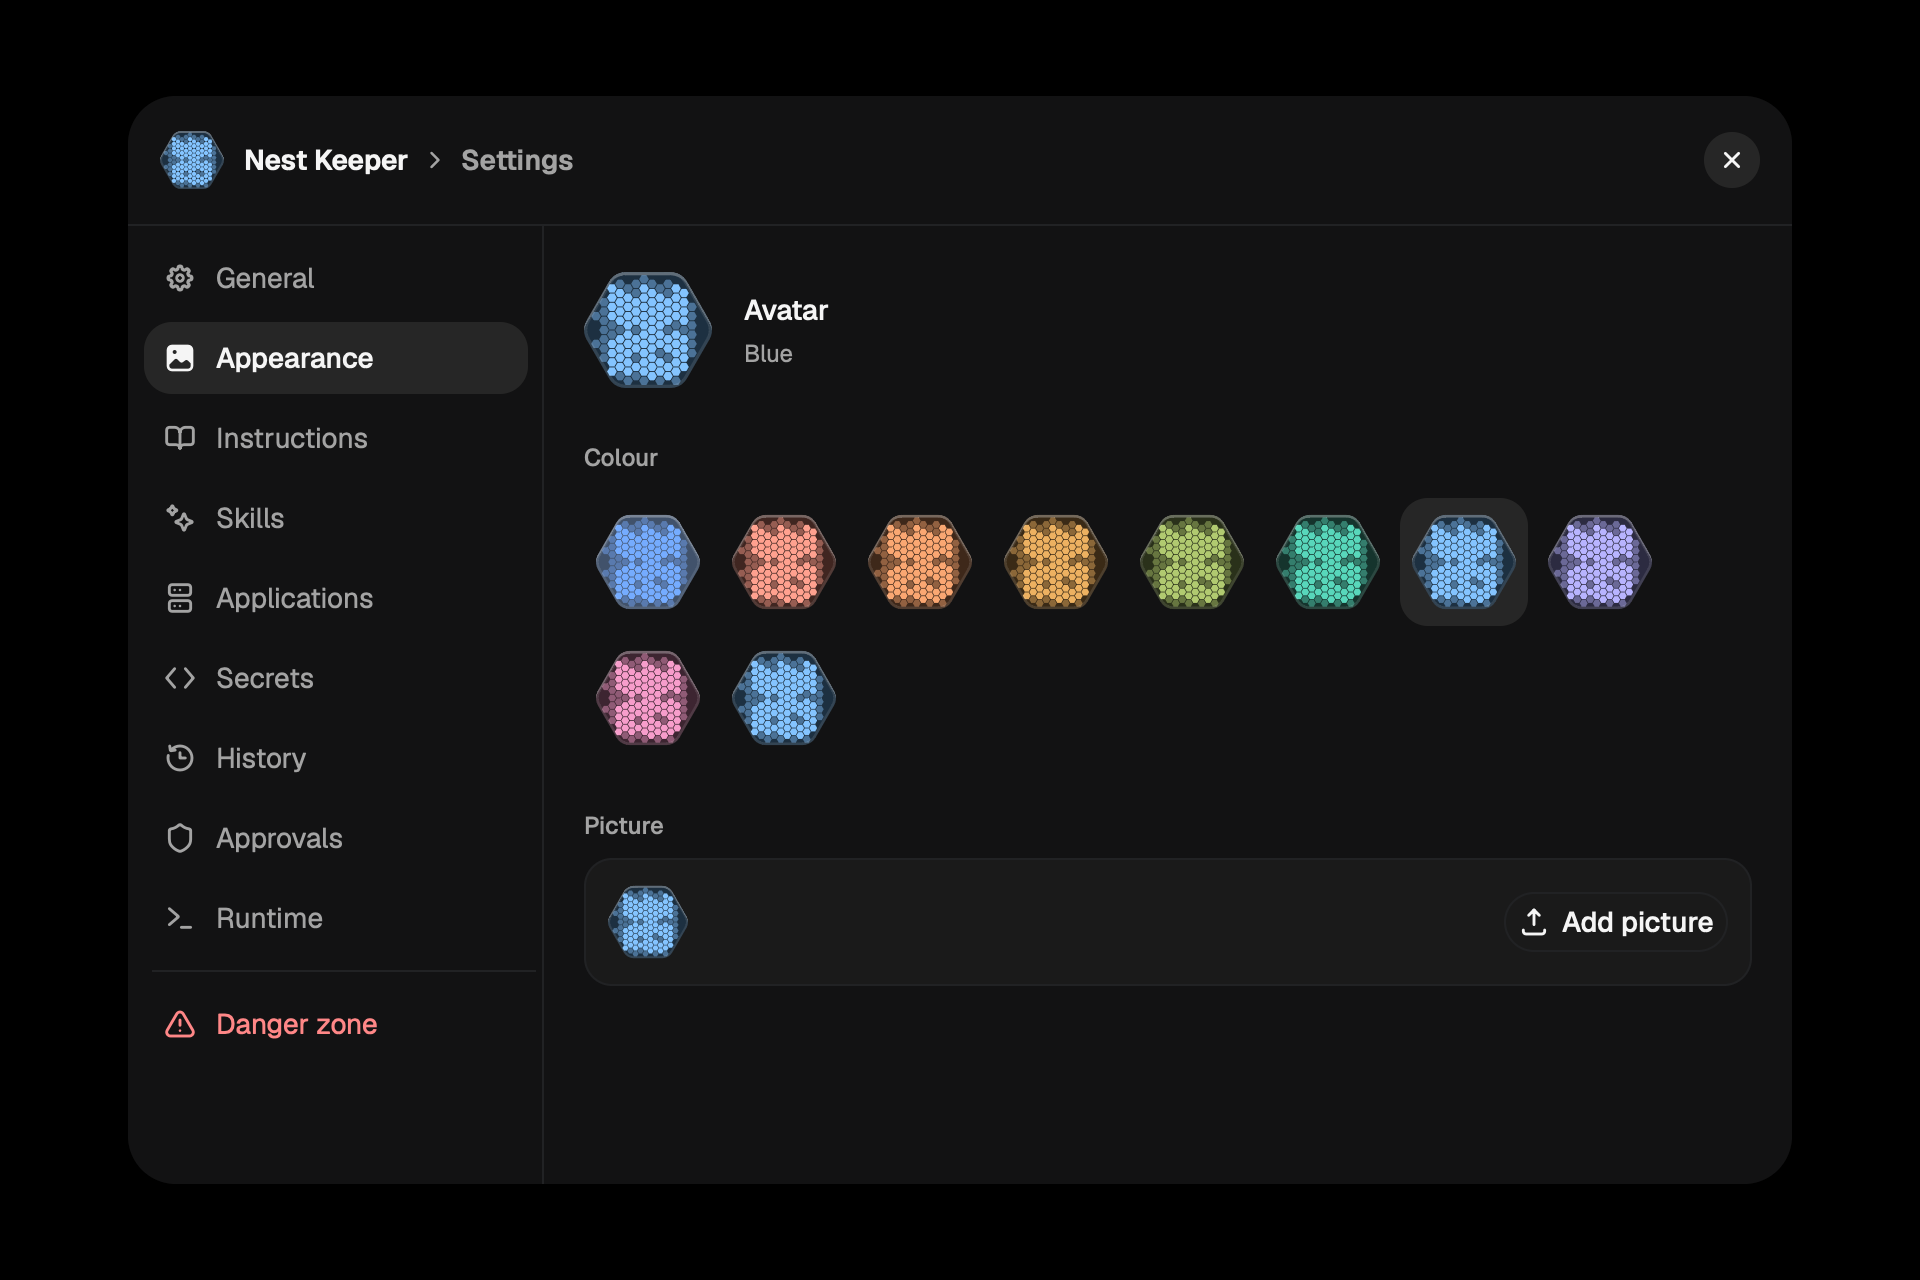 Nest Keeper > Settings
General
Appearance
Instructions
Skills
Applications
Secrets
History
Approvals
Runtime
Danger zone
Avatar
Blue
Colour
Picture
Add picture